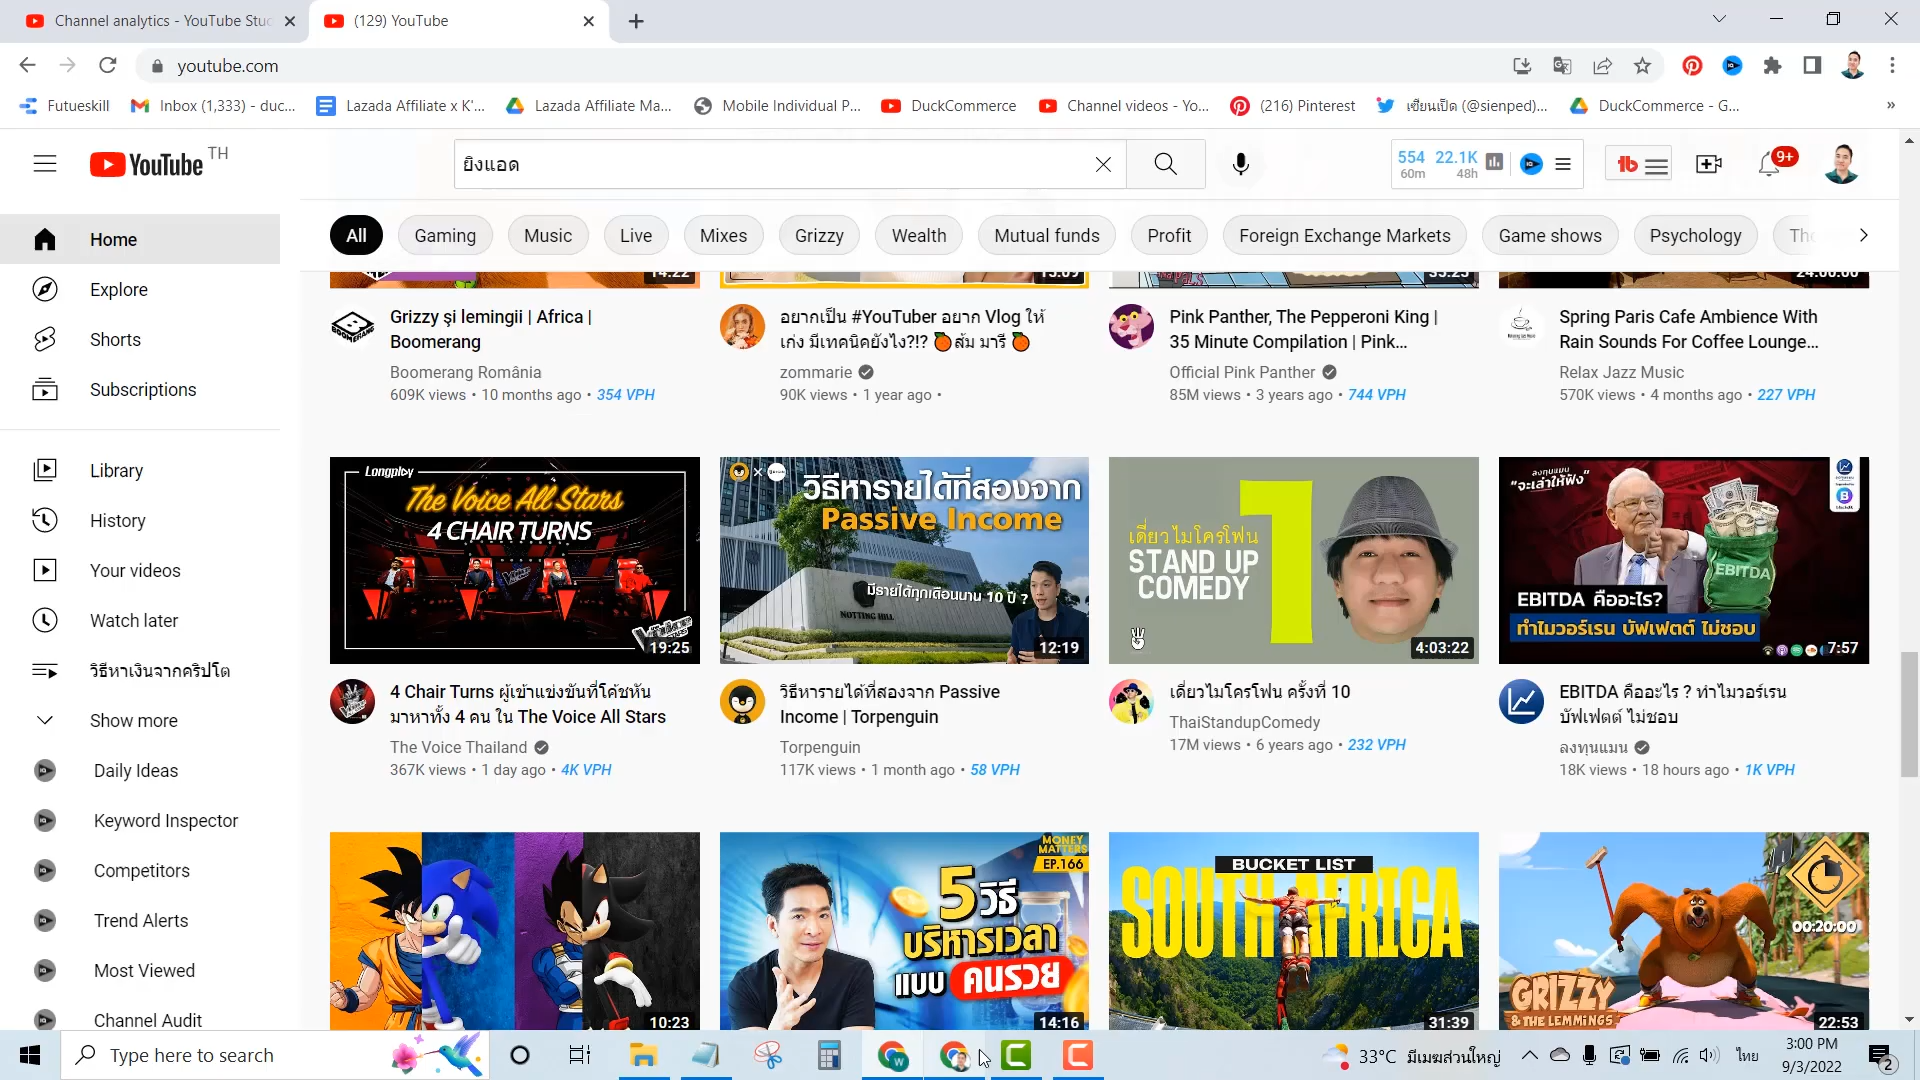 Channel analytics - YouTube Stu
(129) YouTube
youtube.com
Futueskill
Inbox (1,333) - duc...
Lazada Affiliate x K'...
Lazada Affiliate Ma...
Mobile Individual P...
DuckCommerce
Channel videos - Yo...
(216) Pinterest
เซียนเป็ด (@sienped)...
DuckCommerce - G...
YouTube TH
ยิงแอด
554 22.1K
60m 48h
9+
All
Gaming
Music
Live
Mixes
Grizzy
Wealth
Mutual funds
Profit
Foreign Exchange Markets
Game shows
Psychology
Home
Explore
Shorts
Subscriptions
Library
History
Your videos
Watch later
วิธีหาเงินจากคริปโต
Show more
Daily Ideas
Keyword Inspector
Competitors
Trend Alerts
Most Viewed
Channel Audit
14:22
Grizzy şi lemingii | Africa |
Boomerang
Boomerang România
609K views • 10 months ago • 354 VPH
15:09
อยากเป็น #YouTuber อยาก Vlog ให้
เก่ง มีเทคนิคยังไง?!? 🍊ส้ม มารี 🍊
zommarie
90K views • 1 year ago •
35:25
Pink Panther, The Pepperoni King |
35 Minute Compilation | Pink...
Official Pink Panther
85M views • 3 years ago • 744 VPH
24:00:00
Spring Paris Cafe Ambience With
Rain Sounds For Coffee Lounge...
Relax Jazz Music
570K views • 4 months ago • 227 VPH
Longplay
The Voice All Stars
4 CHAIR TURNS
19:25
4 Chair Turns ผู้เข้าแข่งขันที่โค้ชหัน
มาหาทั้ง 4 คน ใน The Voice All Stars
The Voice Thailand
367K views • 1 day ago • 4K VPH
วิธีหารายได้ที่สองจาก
Passive Income
มีรายได้ทุกเดือนนาน 10 ปี ?
NOTTING HILL
12:19
วิธีหารายได้ที่สองจาก Passive
Income | Torpenguin
Torpenguin
117K views • 1 month ago • 58 VPH
เดี่ยวไมโครโฟน
STAND UP
COMEDY
1
4:03:22
เดี่ยวไมโครโฟน ครั้งที่ 10
ThaiStandupComedy
17M views • 6 years ago • 232 VPH
ลงทุนแมน
"จะเล่าให้ฟัง"
EBITDA
EBITDA คืออะไร?
ทำไมวอร์เรน บัฟเฟตต์ ไม่ชอบ
7:57
EBITDA คืออะไร ? ทำไมวอร์เรน
บัฟเฟตต์ ไม่ชอบ
ลงทุนแมน
18K views • 18 hours ago • 1K VPH
10:23
MONEY
MATTERS
EP.166
5 วิธี
บริหารเวลา
แบบ คนรวย
14:16
BUCKET LIST
SOUTH AFRICA
31:39
00:20:00
GRIZZY
& THE LEMMINGS
22:53
Type here to search
33°C มีเมฆส่วนใหญ่
ไทย
3:00 PM
9/3/2022
2